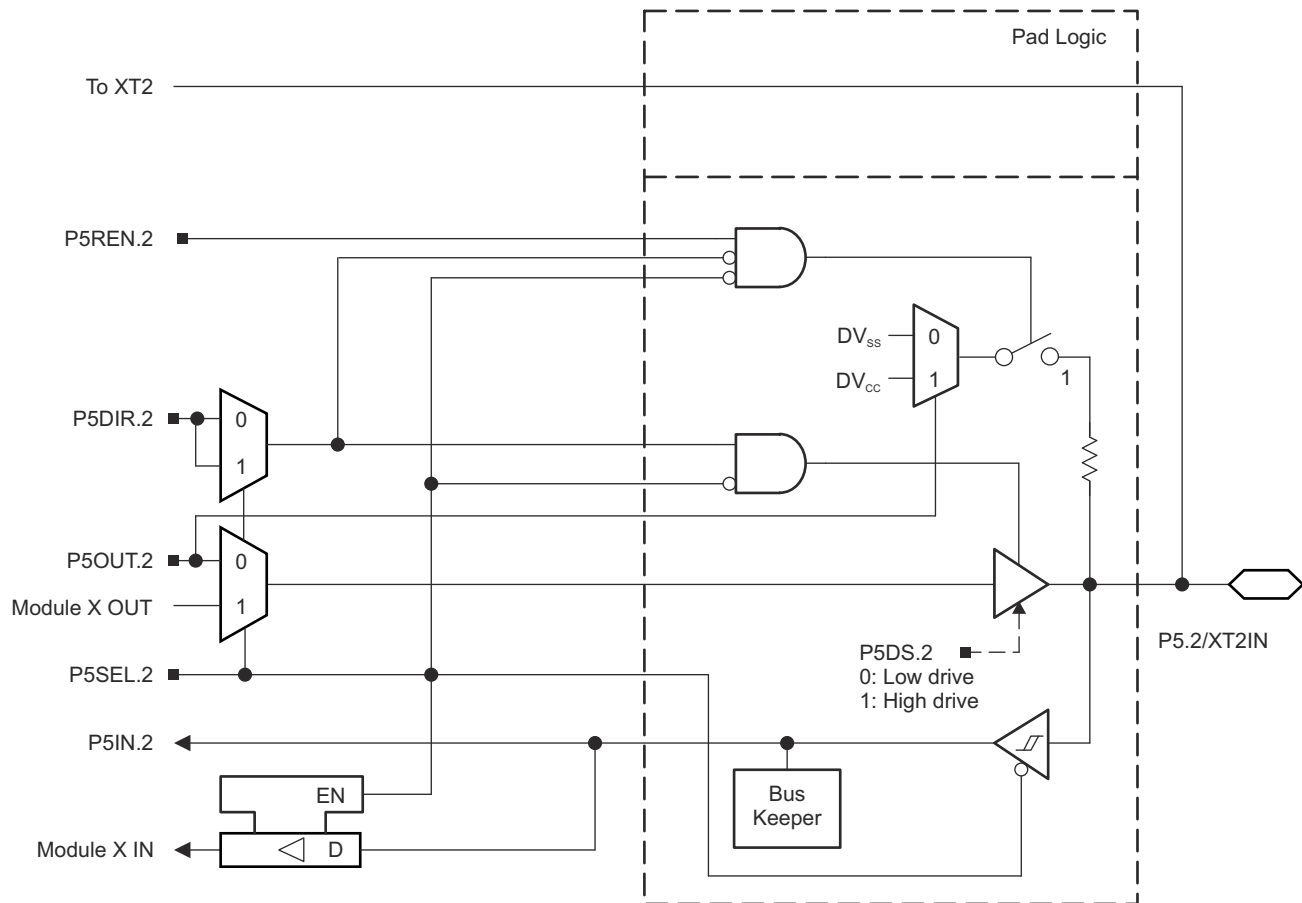 Pad Logic
To XT2
P5REN.2
DVSS
0
DVCC
1
1
P5DIR.2
0
1
P5OUT.2
0
Module X OUT
1
P5DS.2
0: Low drive
1: High drive
P5.2/XT2IN
P5SEL.2
P5IN.2
Bus
Keeper
EN
Module X IN
D